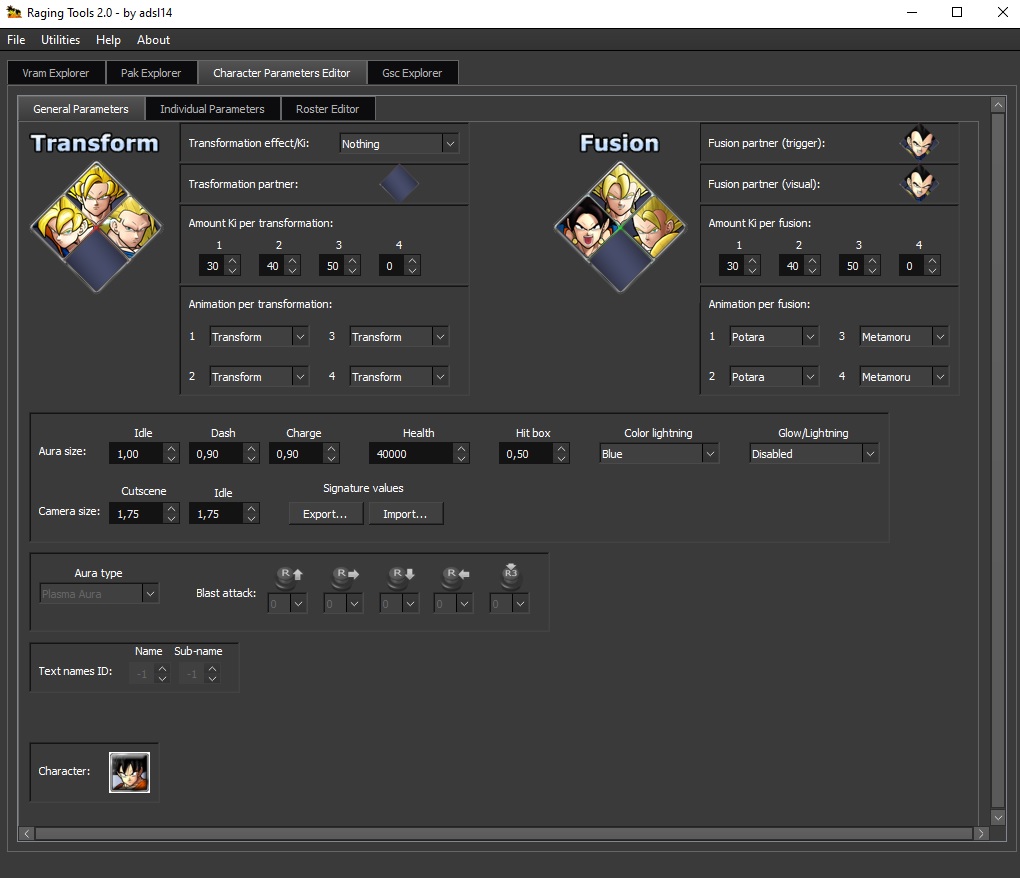 Raging Tools 2.0 - by adsl14
File Utilities Help About
Vram Explorer Pak Explorer Character Parameters Editor Gsc Explorer
General Parameters Individual Parameters Roster Editor
Transform
Transformation effect/Ki: Nothing
Trasformation partner:
Amount Ki per transformation:
1 2 3 4
30 40 50 0
Animation per transformation:
1 Transform 3 Transform
2 Transform 4 Transform
Fusion
Fusion partner (trigger):
Fusion partner (visual):
Amount Ki per fusion:
1 2 3 4
30 40 50 0
Animation per fusion:
1 Potara 3 Metamoru
2 Potara 4 Metamoru
Idle Dash Charge Health Hit box Color lightning Glow/Lightning
Aura size: 1,00 0,90 0,90 40000 0,50 Blue Disabled
Cutscene Idle Signature values
Camera size: 1,75 1,75 Export... Import...
Aura type R R R R R3
Plasma Aura Blast attack: 0 0 0 0 0
Name Sub-name
Text names ID: -1 -1
Character: